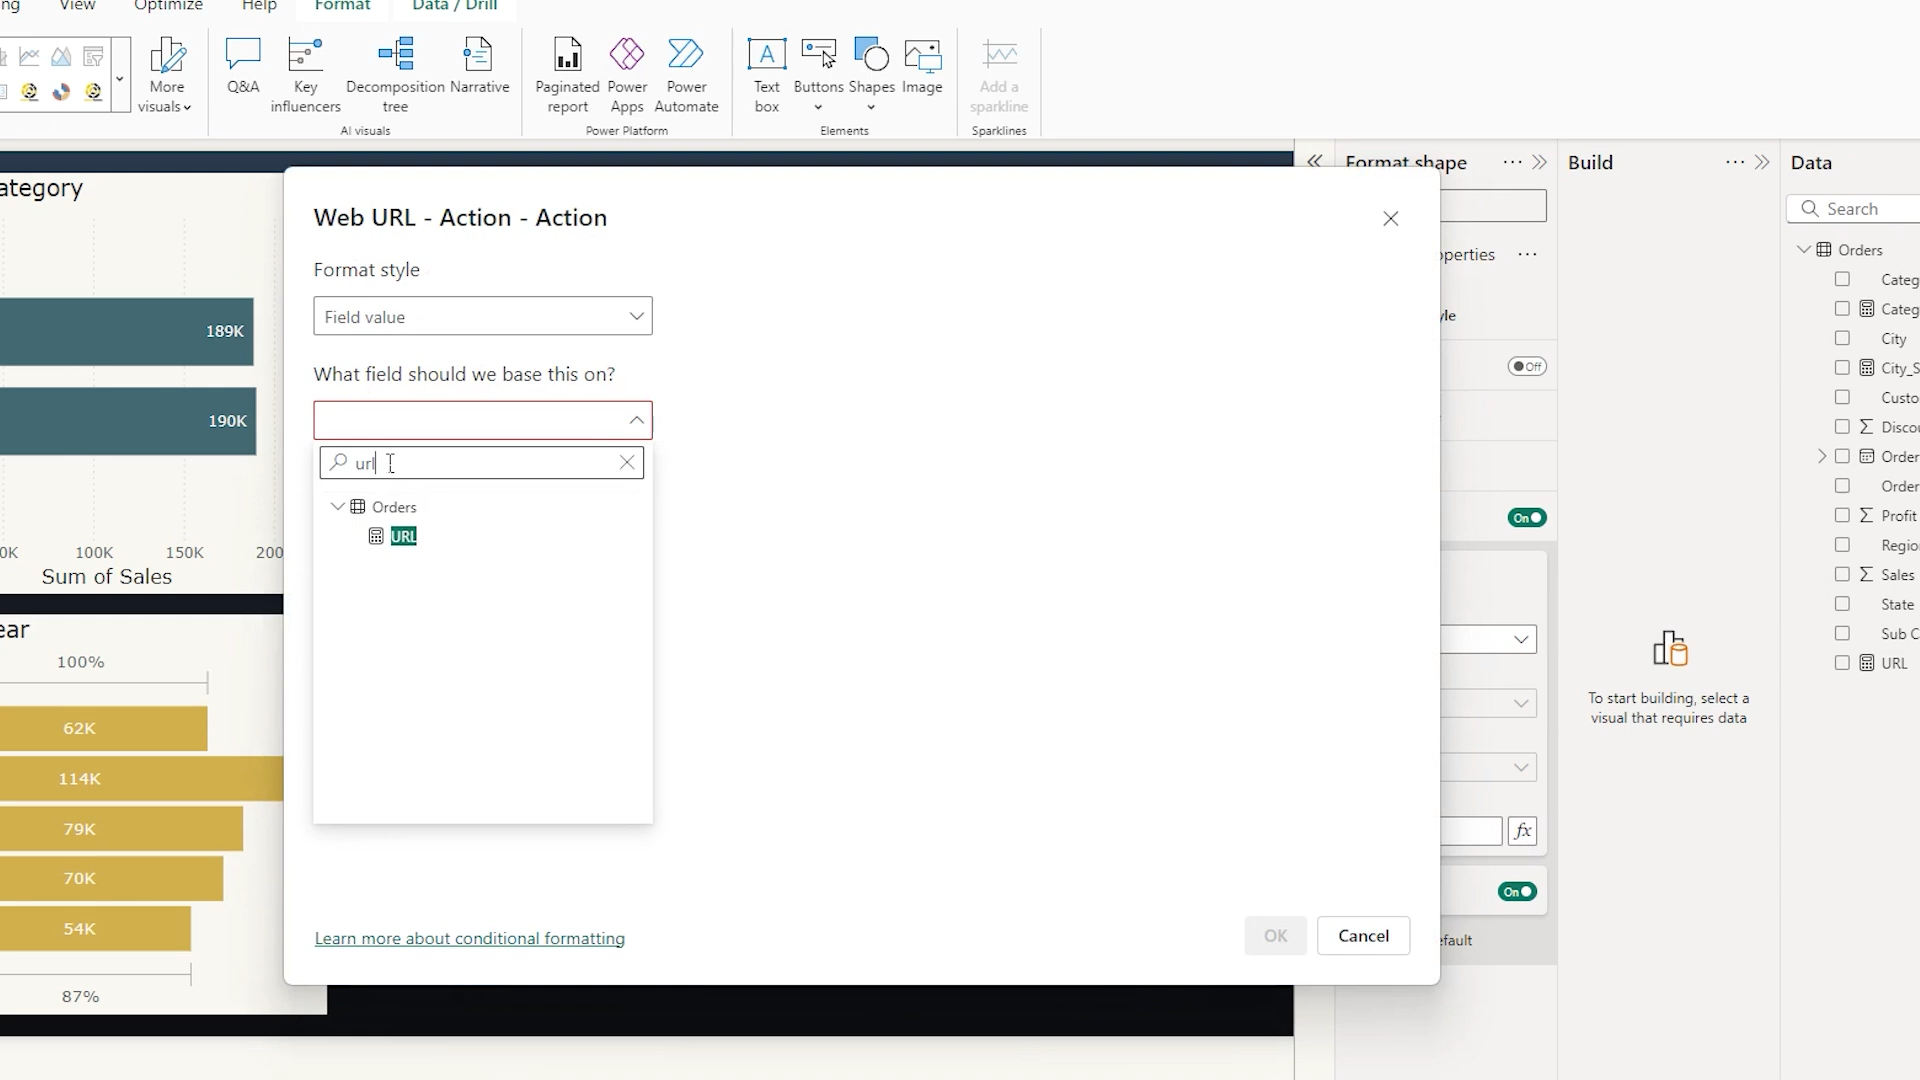 ng View Optimize Help Format Data / Drill
More visuals
Q&A
Key influencers
Decomposition tree
Narrative
AI visuals
Paginated report
Power Apps
Power Automate
Power Platform
Text box
Buttons
Shapes
Image
Elements
Add a sparkline
Sparklines
ategory
189K
190K
0K 100K 150K 200
Sum of Sales
ear
100%
62K
114K
79K
70K
54K
87%
Web URL - Action - Action
Format style
Field value
What field should we base this on?
url
Orders
URL
Learn more about conditional formatting
OK
Cancel
Format shape
operties
yle
Off
On
fx
On
efault
Build
To start building, select a
visual that requires data
Data
Search
Orders
Categ
Categ
City
City_S
Custo
Discou
Order
Order
Profit
Regio
Sales
State
Sub C
URL